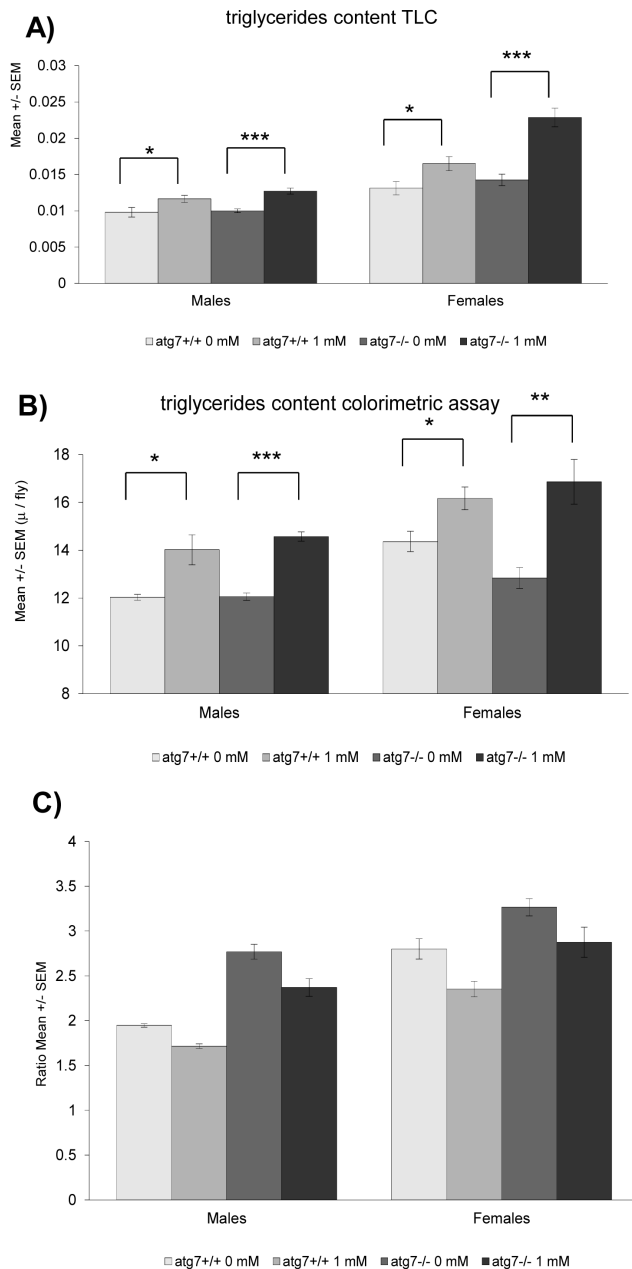 A) triglycerides content TLC
Mean +/- SEM
0.03
0.025
0.02
0.015
0.01
0.005
0
* *** * ***
Males Females
atg7+/+ 0 mM atg7+/+ 1 mM atg7-/- 0 mM atg7-/- 1 mM
B) triglycerides content colorimetric assay
Mean +/- SEM (μ / fly)
18
16
14
12
10
8
* *** * **
Males Females
atg7+/+ 0 mM atg7+/+ 1 mM atg7-/- 0 mM atg7-/- 1 mM
C)
Ratio Mean +/- SEM
4
3.5
3
2.5
2
1.5
1
0.5
0
Males Females
atg7+/+ 0 mM atg7+/+ 1 mM atg7-/- 0 mM atg7-/- 1 mM